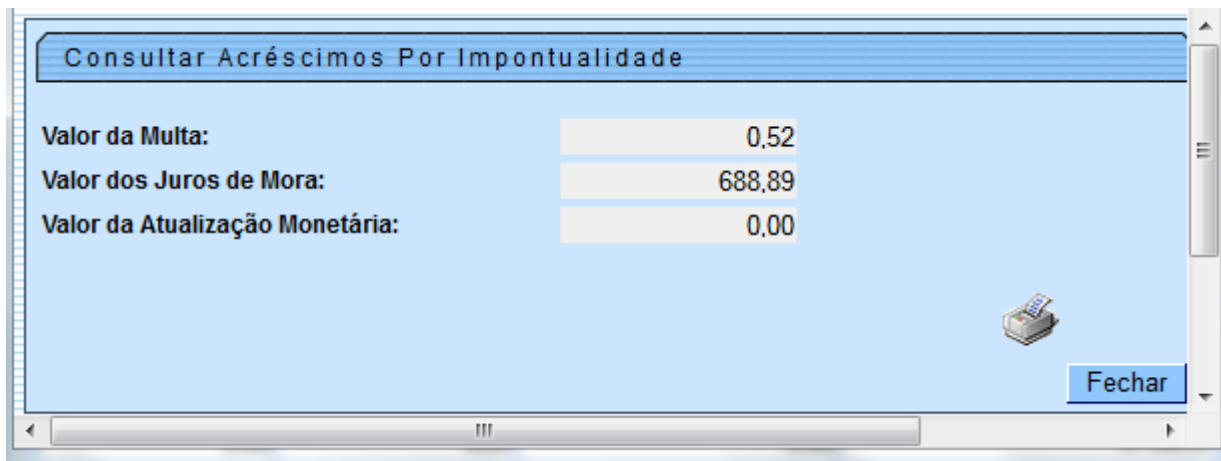 Consultar Acréscimos Por Impontualidade
Valor da Multa: 0,52
Valor dos Juros de Mora: 688,89
Valor da Atualização Monetária: 0,00
Fechar